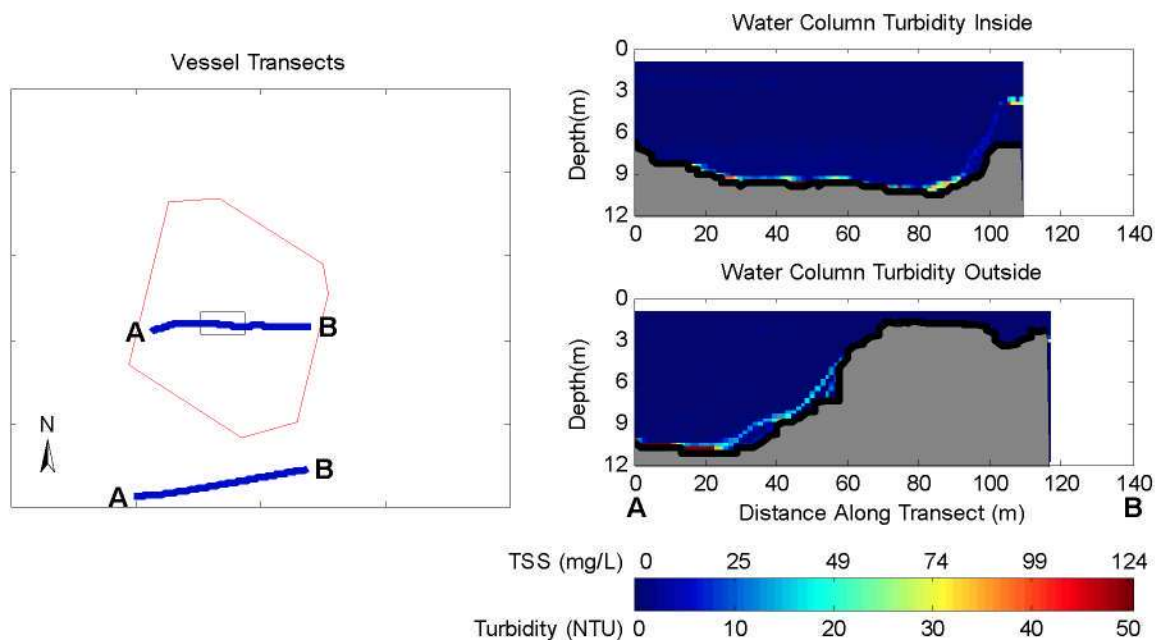 Vessel Transects
A
B
N
A
B
Water Column Turbidity Inside
0
3
6
9
12
Depth(m)
0 20 40 60 80 100 120 140
Water Column Turbidity Outside
0
3
6
9
12
Depth(m)
0 20 40 60 80 100 120 140
A Distance Along Transect (m) B
TSS (mg/L) 0 25 49 74 99 124
Turbidity (NTU) 0 10 20 30 40 50